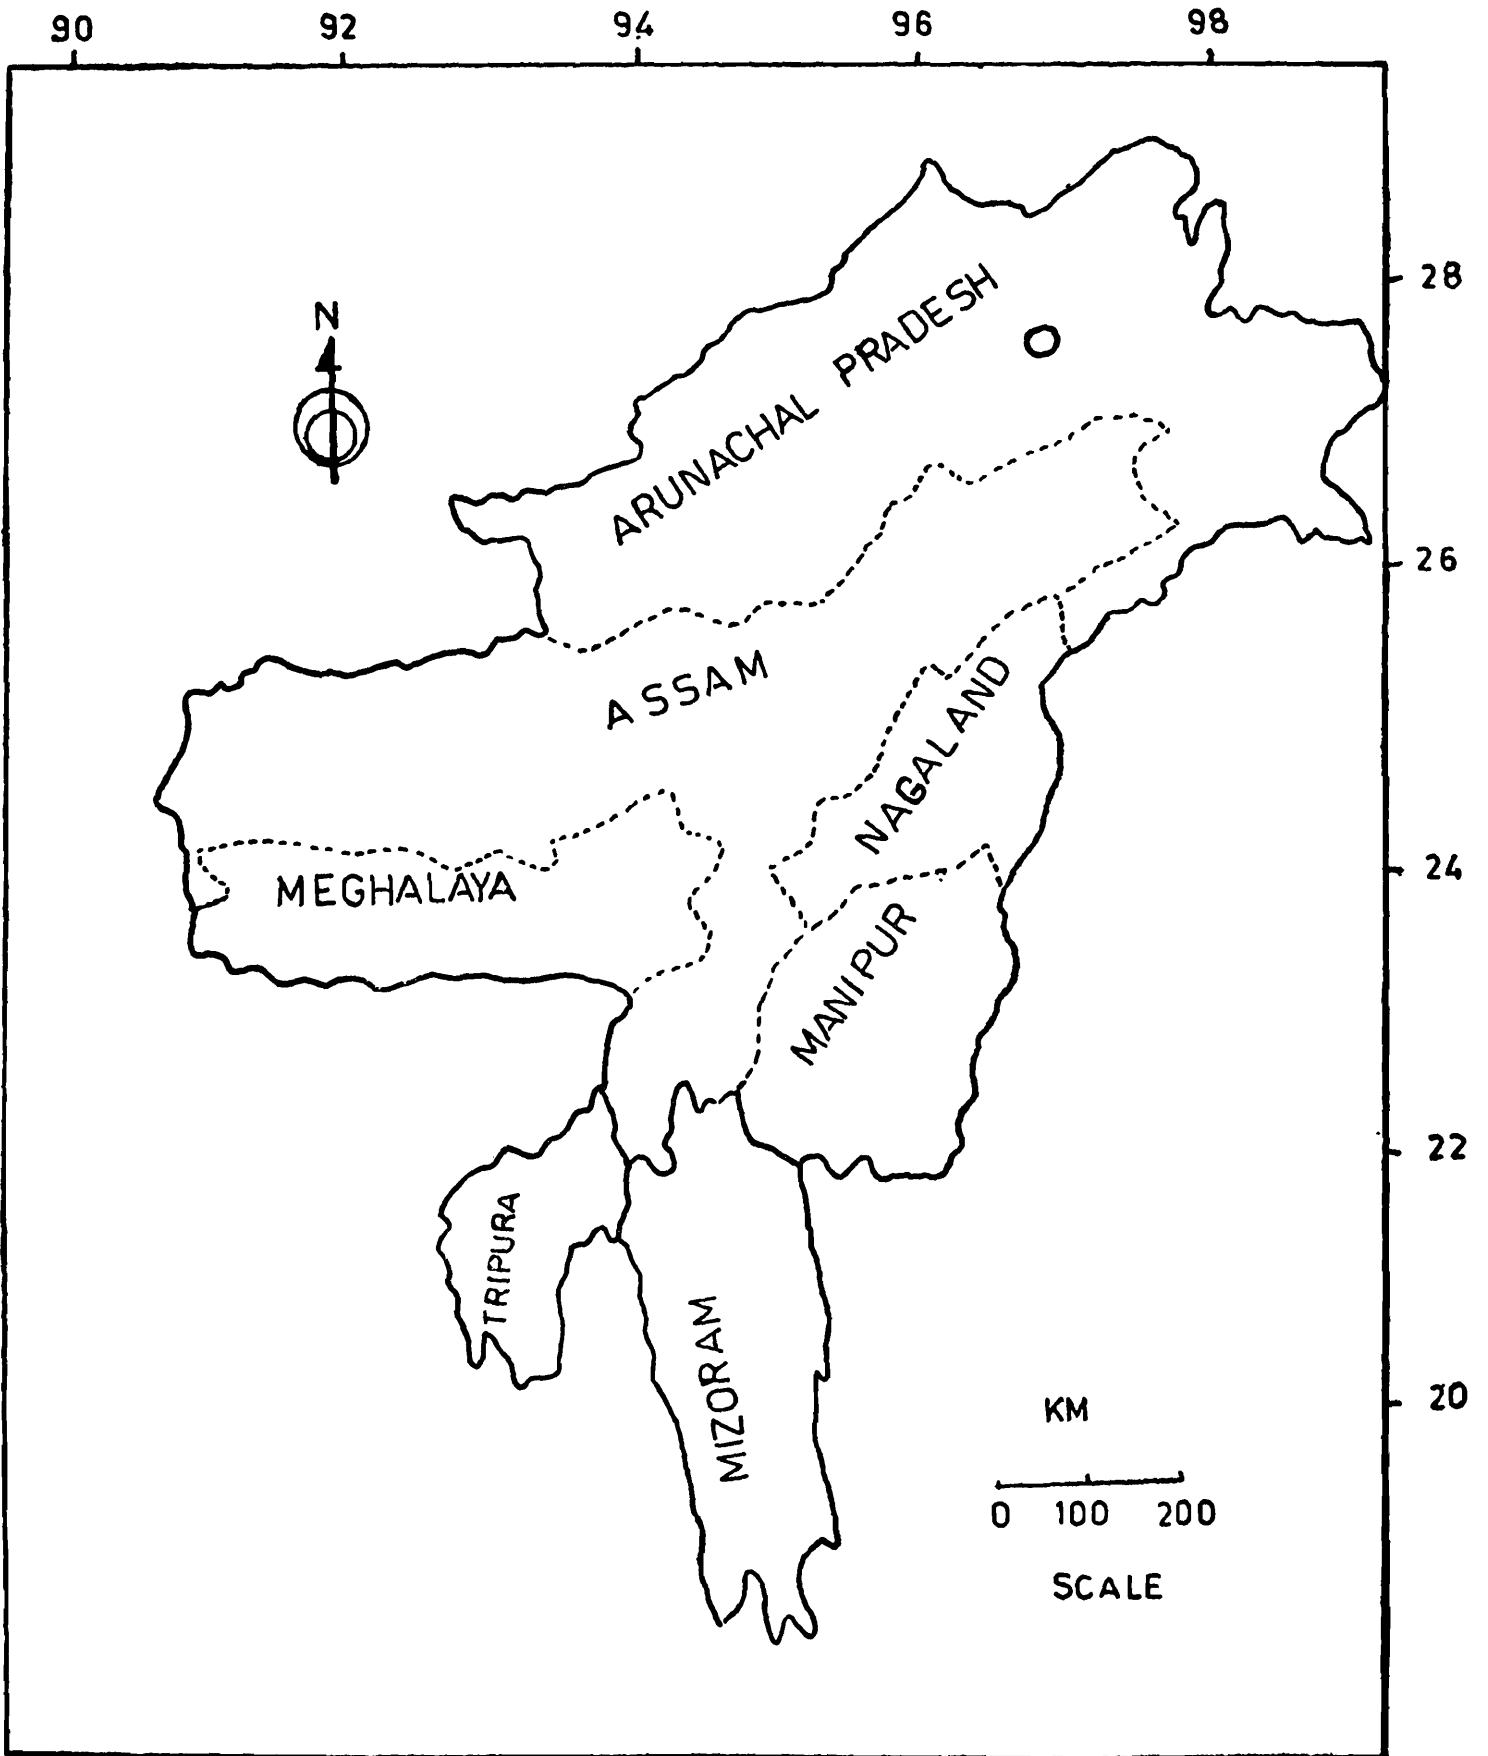 90 92 94 96 98
28
N
ARUNACHAL PRADESH
26
ASSAM
NAGALAND
24
MEGHALAYA
MANIPUR
22
TRIPURA
MIZORAM
20
KM
0 100 200
SCALE